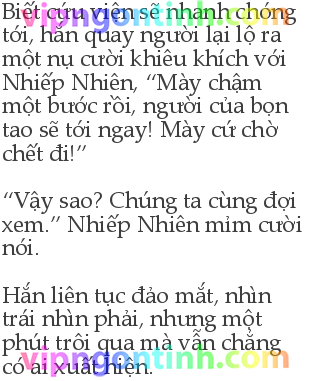 Biết cứu viện sẽ nhanh chóng
tới, hắn quay người lại lộ ra
một nụ cười khiêu khích với
Nhiếp Nhiên, “Mày chậm
một bước rồi, người của bọn
tao sẽ tới ngay! Mày cứ chờ
chết đi!”
“Vậy sao? Chúng ta cùng đợi
xem.” Nhiếp Nhiên mỉm cười
nói.
Hắn liên tục đảo mắt, nhìn
trái nhìn phải, nhưng một
phút trôi qua mà vẫn chẳng
có ai xuất hiện.
vipngontinh.com
vipngontinh.com